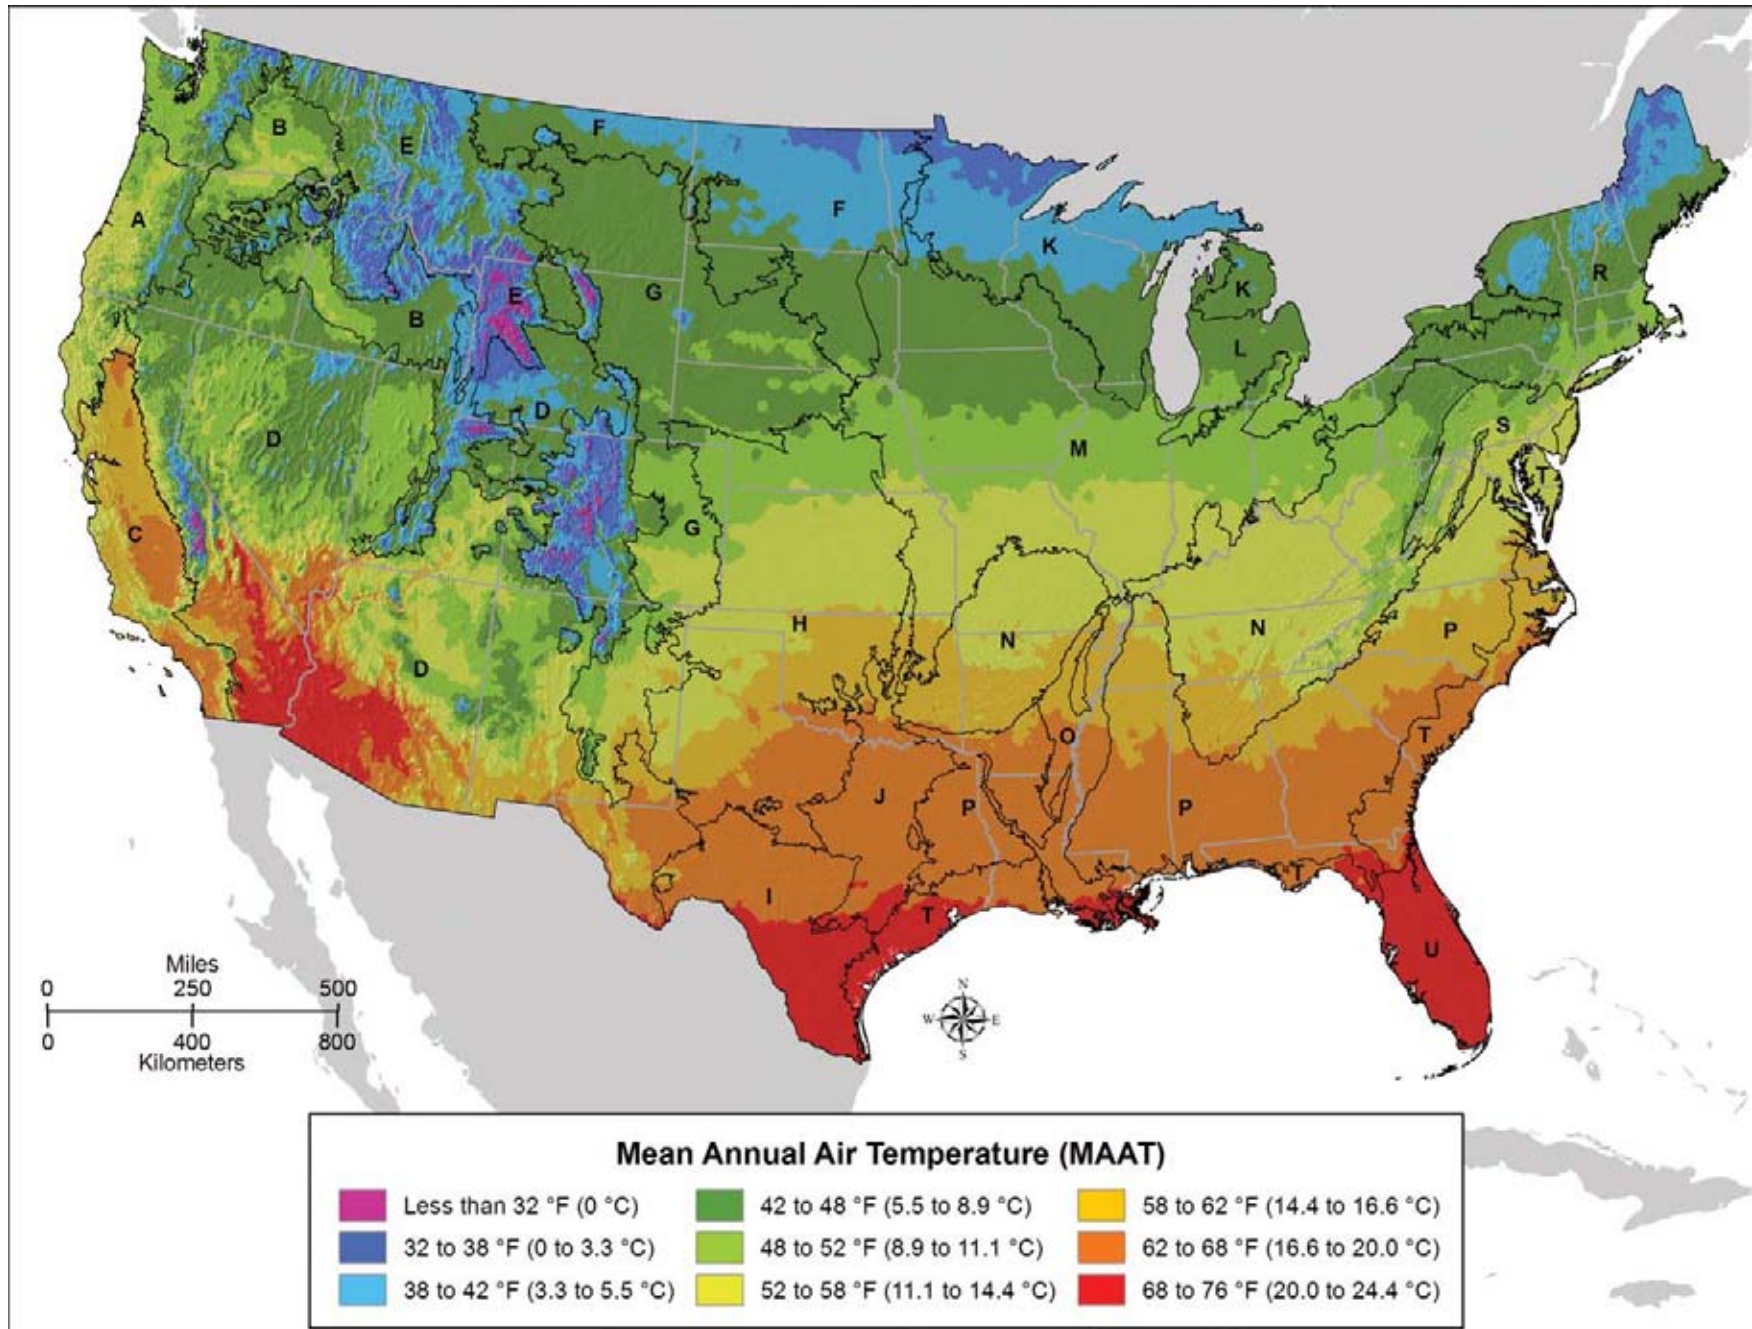 B
E
F
A
F
K
R
E
B
G
K
L
L
D
D
M
S
T
C
G
H
N
N
P
D
O
T
J
P
P
I
T
T
U
Miles
0 250 500
0 400 800
Kilometers
N
W E
S
Mean Annual Air Temperature (MAAT)
Less than 32 °F (0 °C)
32 to 38 °F (0 to 3.3 °C)
38 to 42 °F (3.3 to 5.5 °C)
42 to 48 °F (5.5 to 8.9 °C)
48 to 52 °F (8.9 to 11.1 °C)
52 to 58 °F (11.1 to 14.4 °C)
58 to 62 °F (14.4 to 16.6 °C)
62 to 68 °F (16.6 to 20.0 °C)
68 to 76 °F (20.0 to 24.4 °C)